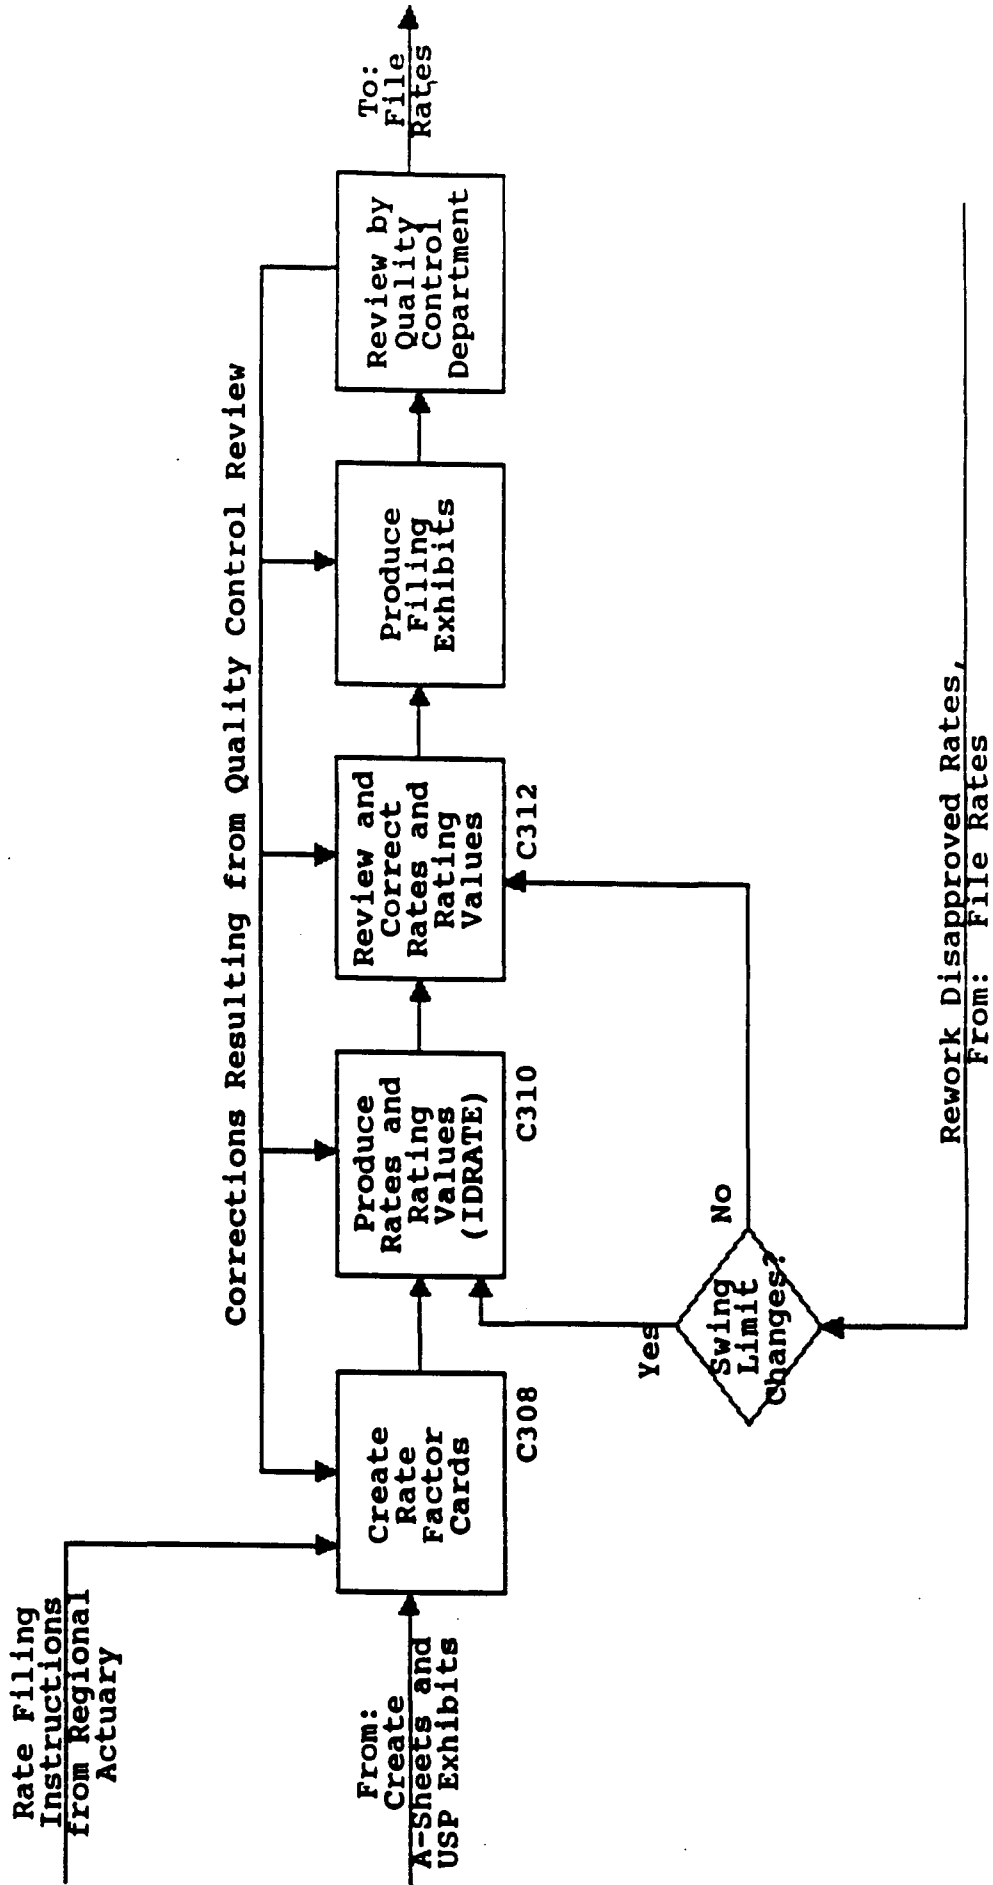 Rate Filing
Instructions
from Regional
Actuary
Corrections Resulting from Quality Control Review
From:
Create
A-Sheets and
USP Exhibits
Create
Rate
Factor
Cards
C308
Produce
Rates and
Rating
Values
(IDRATE)
C310
Review and
Correct
Rates and
Rating
Values
C312
Produce
Filing
Exhibits
Review by
Quality
Control
Department
To:
File
Rates
Yes
Swing
Limit
Changes?
No
Rework Disapproved Rates,
From: File Rates